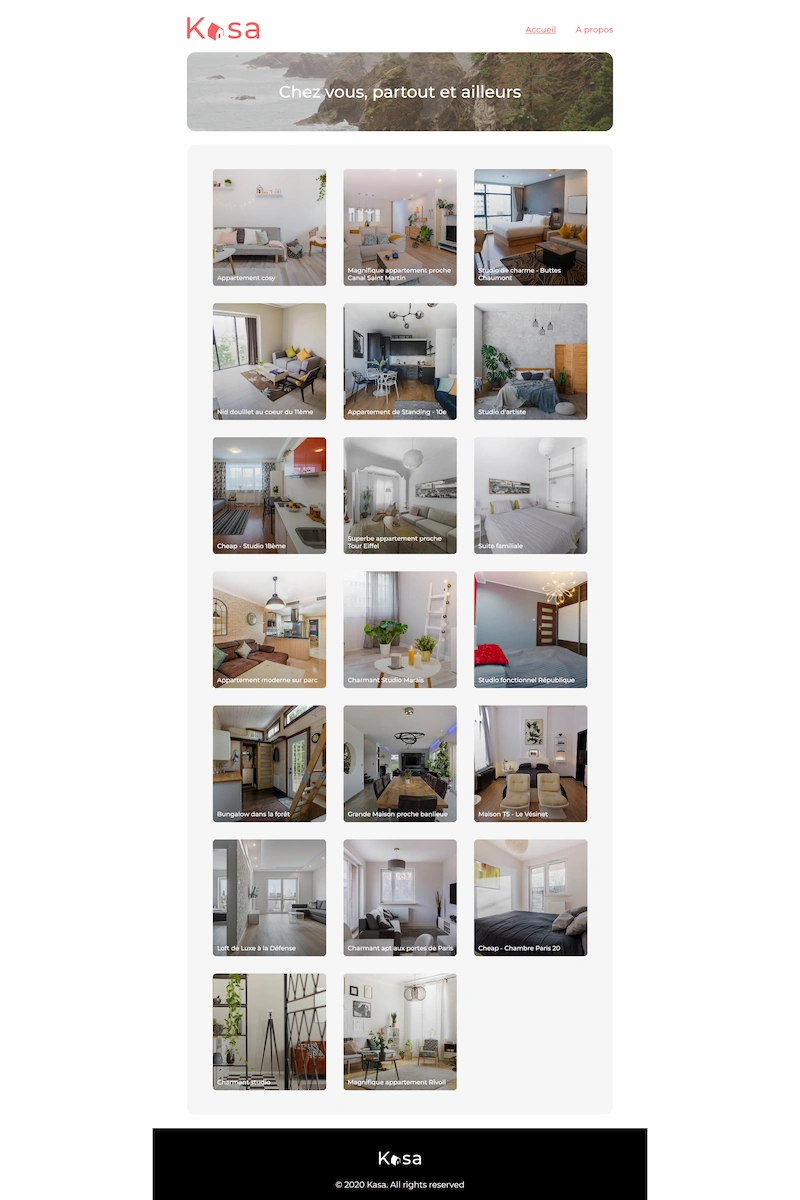 Kasa
Accueil
À propos
Chez vous, partout et ailleurs
Appartement cosy
Magnifique appartement proche
Canal Saint Martin
Studio de charme - Buttes
Chaumont
Nid douillet au coeur du 11ème
Appartement de Standing - 10e
Studio d'artiste
Cheap - Studio 18ème
Superbe appartement proche
Tour Eiffel
Suite familiale
Appartement moderne sur parc
Charmant Studio Marais
Studio fonctionnel République
Bungalow dans la forêt
Grande Maison proche banlieue
Maison T5 - Le Vésinet
Loft de Luxe à la Défense
Charmant apt aux portes de Paris
Cheap - Chambre Paris 20
Charmant studio
Magnifique appartement Rivoli
Kasa
© 2020 Kasa. All rights reserved